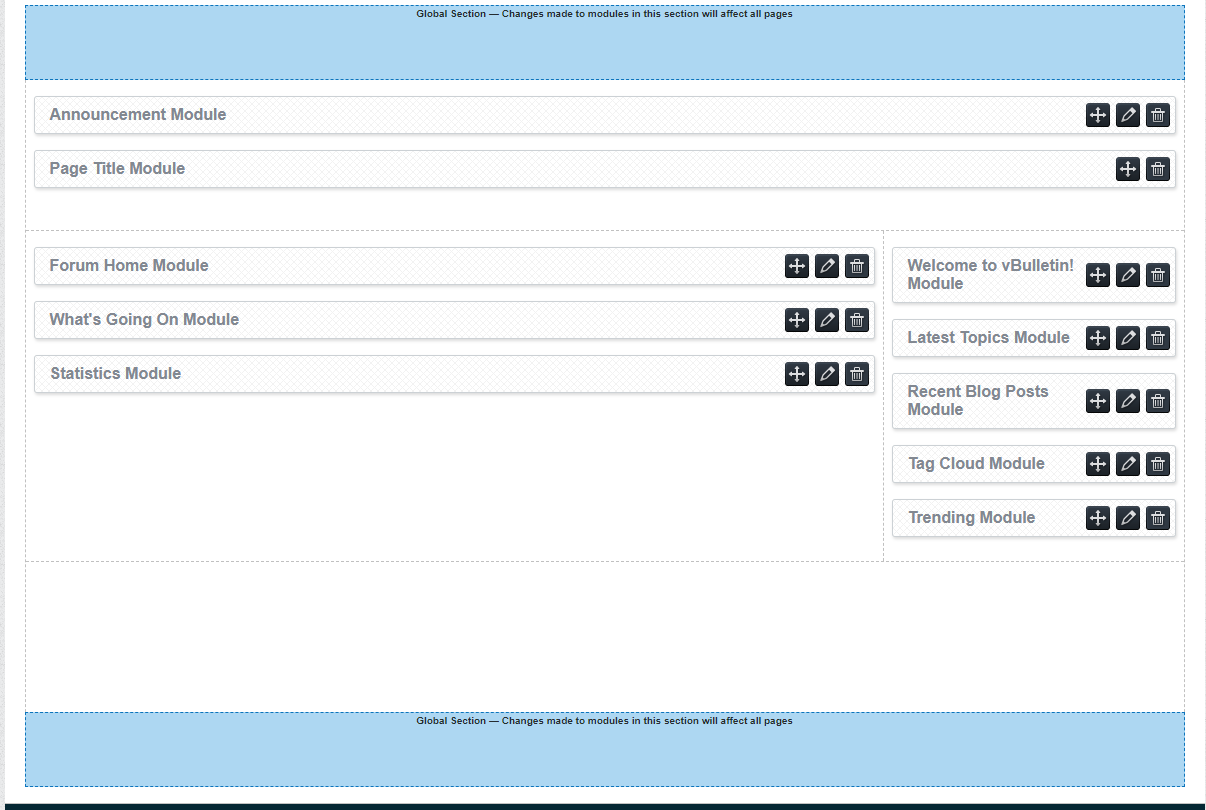 Global Section — Changes made to modules in this section will affect all pages
Announcement Module
Page Title Module
Forum Home Module
What's Going On Module
Statistics Module
Welcome to vBulletin!
Module
Latest Topics Module
Recent Blog Posts
Module
Tag Cloud Module
Trending Module
Global Section — Changes made to modules in this section will affect all pages